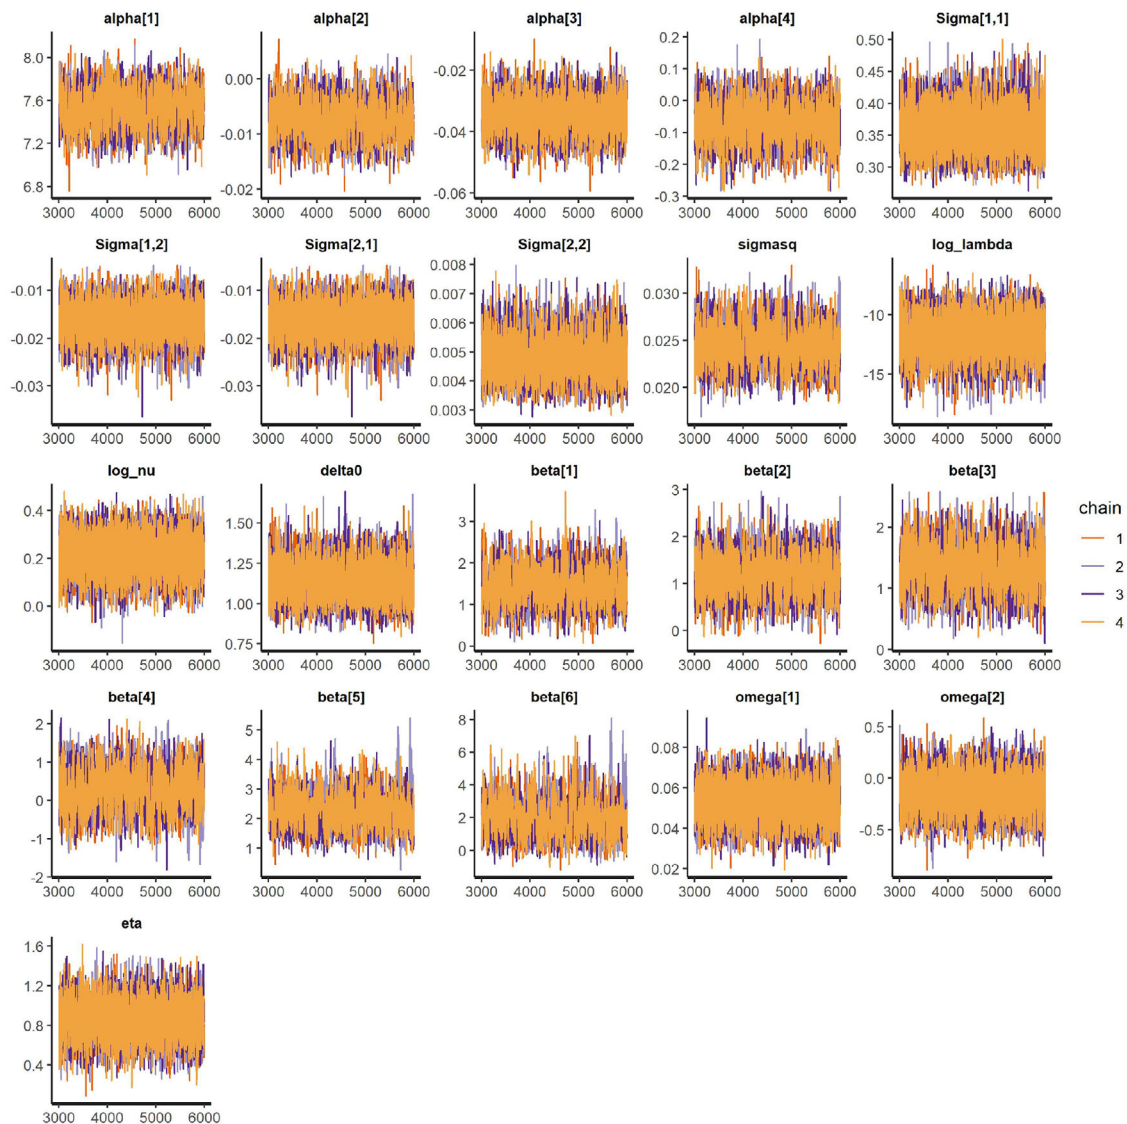 alpha[1] alpha[2] alpha[3] alpha[4] Sigma[1,1]
8.0 7.6 7.2 6.8 0.00 -0.01 -0.02 -0.02 -0.04 -0.06 0.2 0.1 0.0 -0.1 -0.2 -0.3 0.50 0.45 0.40 0.35 0.30
3000 4000 5000 6000 3000 4000 5000 6000 3000 4000 5000 6000 3000 4000 5000 6000 3000 4000 5000 6000
Sigma[1,2] Sigma[2,1] Sigma[2,2] sigmasq log_lambda
-0.01 -0.02 -0.03 -0.01 -0.02 -0.03 0.008 0.007 0.006 0.005 0.004 0.003 0.030 0.025 0.020 -10 -15
3000 4000 5000 6000 3000 4000 5000 6000 3000 4000 5000 6000 3000 4000 5000 6000 3000 4000 5000 6000
log_nu delta0 beta[1] beta[2] beta[3]
0.4 0.2 0.0 1.50 1.25 1.00 0.75 3 2 1 0 3 2 1 0 2 1 0
3000 4000 5000 6000 3000 4000 5000 6000 3000 4000 5000 6000 3000 4000 5000 6000 3000 4000 5000 6000
chain
1
2
3
4
beta[4] beta[5] beta[6] omega[1] omega[2]
2 1 0 -1 -2 5 4 3 2 1 8 6 4 2 0 0.08 0.06 0.04 0.02 0.5 0.0 -0.5
3000 4000 5000 6000 3000 4000 5000 6000 3000 4000 5000 6000 3000 4000 5000 6000 3000 4000 5000 6000
eta
1.6 1.2 0.8 0.4
3000 4000 5000 6000